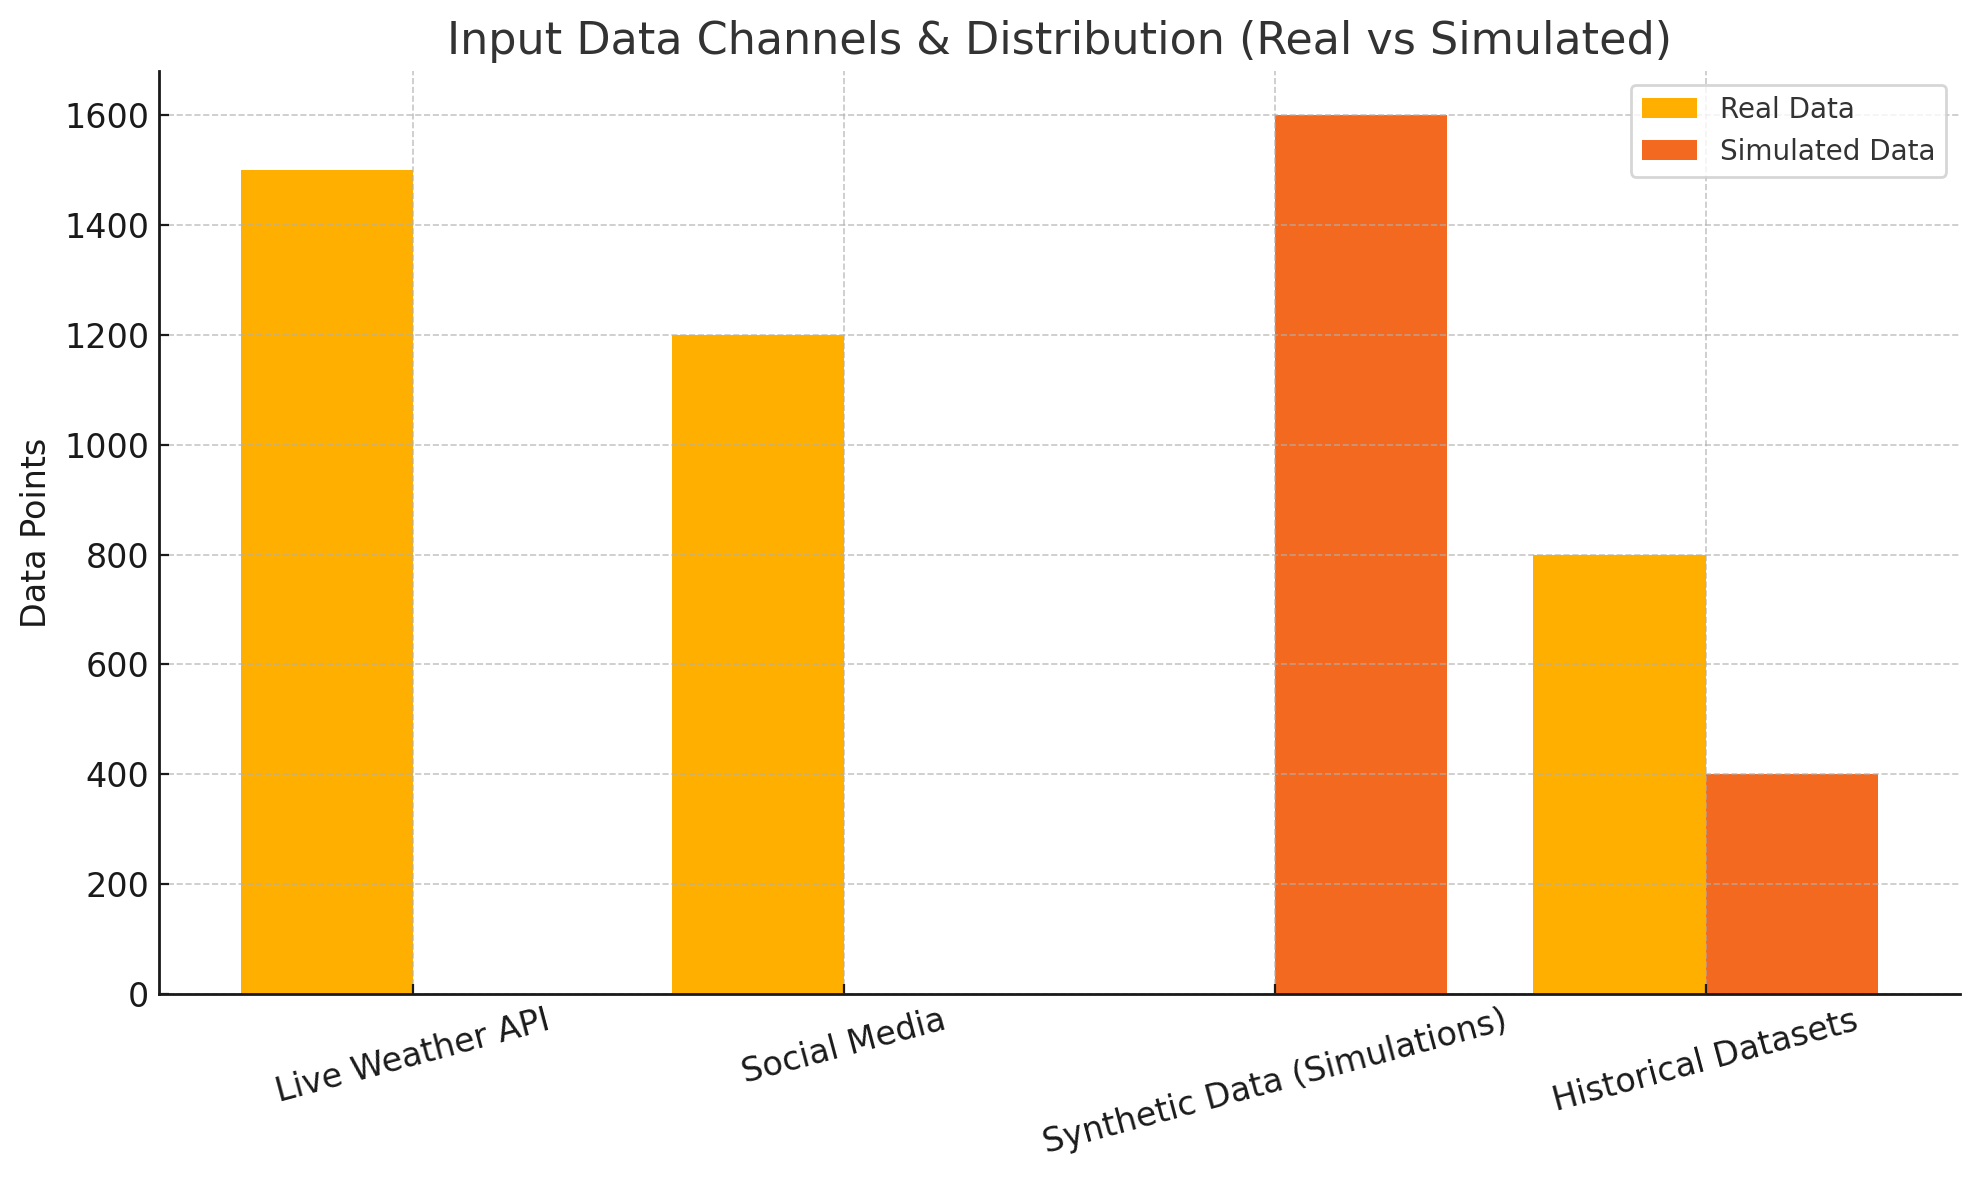 Input Data Channels & Distribution (Real vs Simulated)
Real Data
Simulated Data
Data Points
1600
1400
1200
1000
800
600
400
200
0
Live Weather API
Social Media
Synthetic Data (Simulations)
Historical Datasets